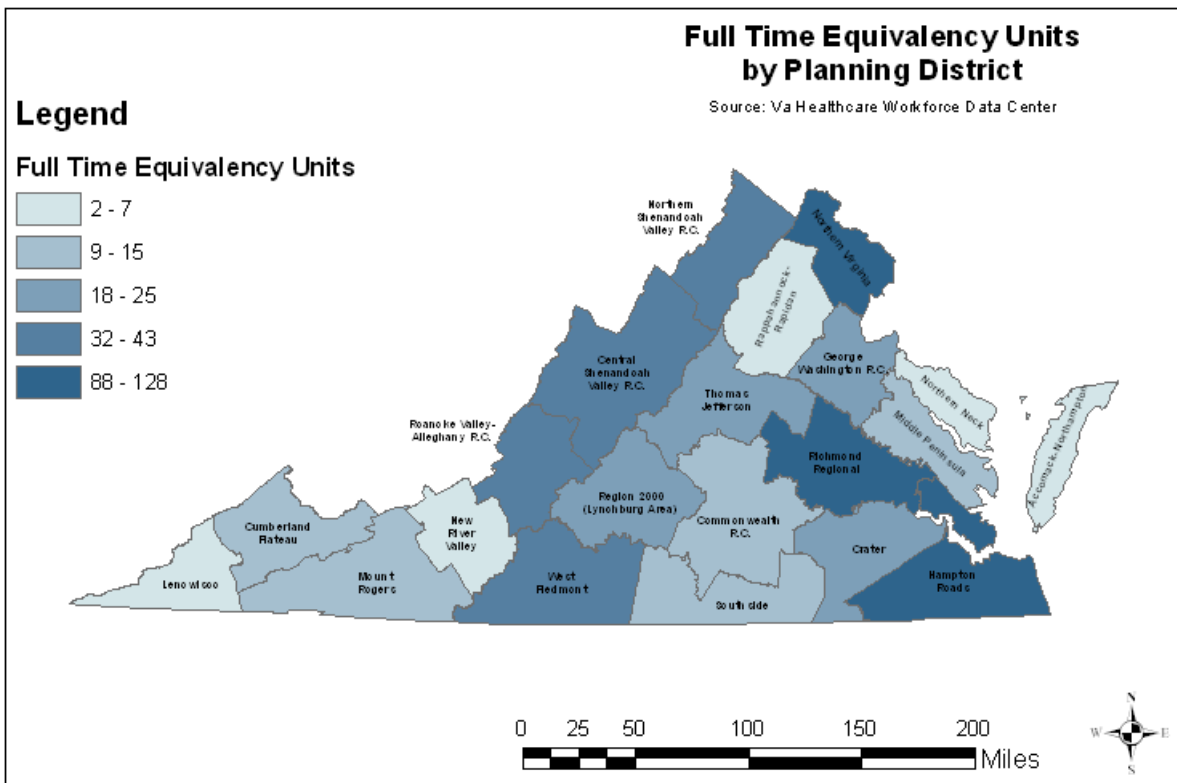 Full Time Equivalency Units
by Planning District
Source: Va Healthcare Workforce Data Center
Legend
Full Time Equivalency Units
2 - 7
9 - 15
18 - 25
32 - 43
88 - 128
Northern
Shenandoah
Valley R.C.
Northern Virginia
Rappahannock-
Rapidan
Central
Shenandoah
Valley R.C.
George
Washington R.C.
Northern Neck
Thomas
Jefferson
Middle Peninsula
Accomack-Northampton
Roanoke Valley-
Alleghany R.C.
Richmond
Regional
Region 2000
(Lynchburg Area)
Commonwealth
R.C.
New
River
Valley
Cumberland
Plateau
Crater
Lenowisco
Mount
Rogers
West
Piedmont
Hampton
Roads
Southside
0 25 50 100 150 200
Miles
N
W E
S